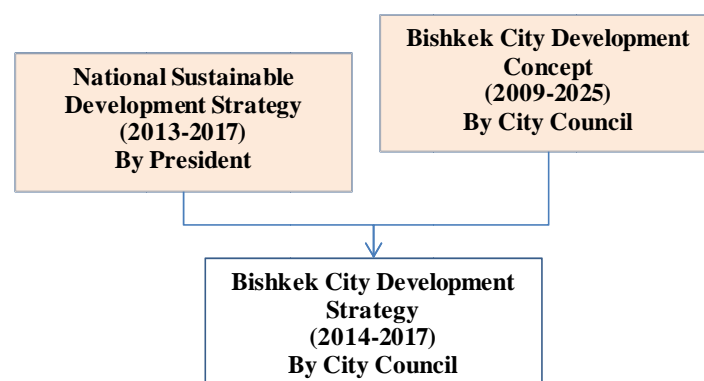 National Sustainable
Development Strategy
(2013-2017)
By President
Bishkek City Development
Concept
(2009-2025)
By City Council
Bishkek City Development
Strategy
(2014-2017)
By City Council